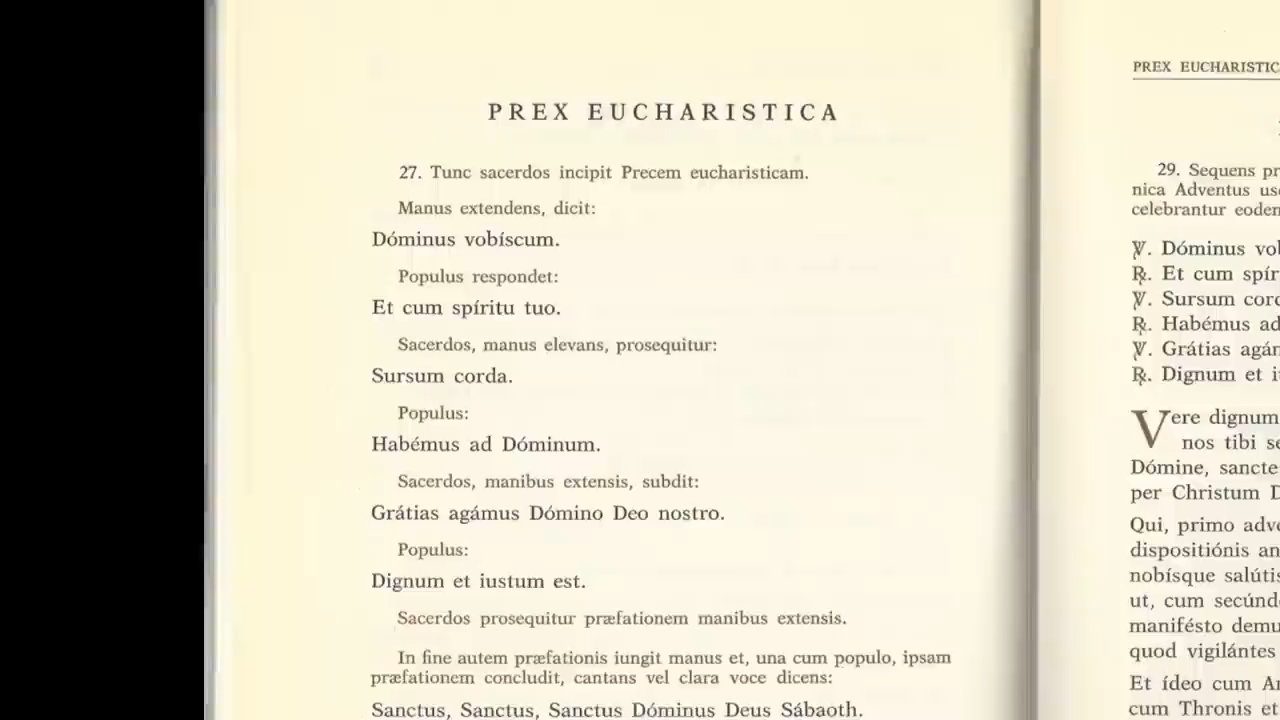 PREX EUCHARISTICA
27. Tunc sacerdos incipit Precem eucharisticam.
Manus extendens, dicit:
Dóminus vobíscum.
Populus respondet:
Et cum spíritu tuo.
Sacerdos, manus elevans, prosequitur:
Sursum corda.
Populus:
Habémus ad Dóminum.
Sacerdos, manibus extensis, subdit:
Grátias agámus Dómino Deo nostro.
Populus:
Dignum et iustum est.
Sacerdos prosequitur præfationem manibus extensis.
In fine autem præfationis iungit manus et, una cum populo, ipsam
præfationem concludit, cantans vel clara voce dicens:
Sanctus, Sanctus, Sanctus Dóminus Deus Sábaoth.
PREX
29. Sequens
nica Adventus
celebrantur
℣. Dóminus
℟. Et cum
℣. Sursum
℟. Habémus ad
℣. Grátias
℟. Dignum et
Vere dignum
nos tibi
Dómine, sancte
per Christum
Qui, primo
dispositiónis
nobísque
ut, cum
manifésto
quod vigilántes
Et ídeo cum
cum Thronis et